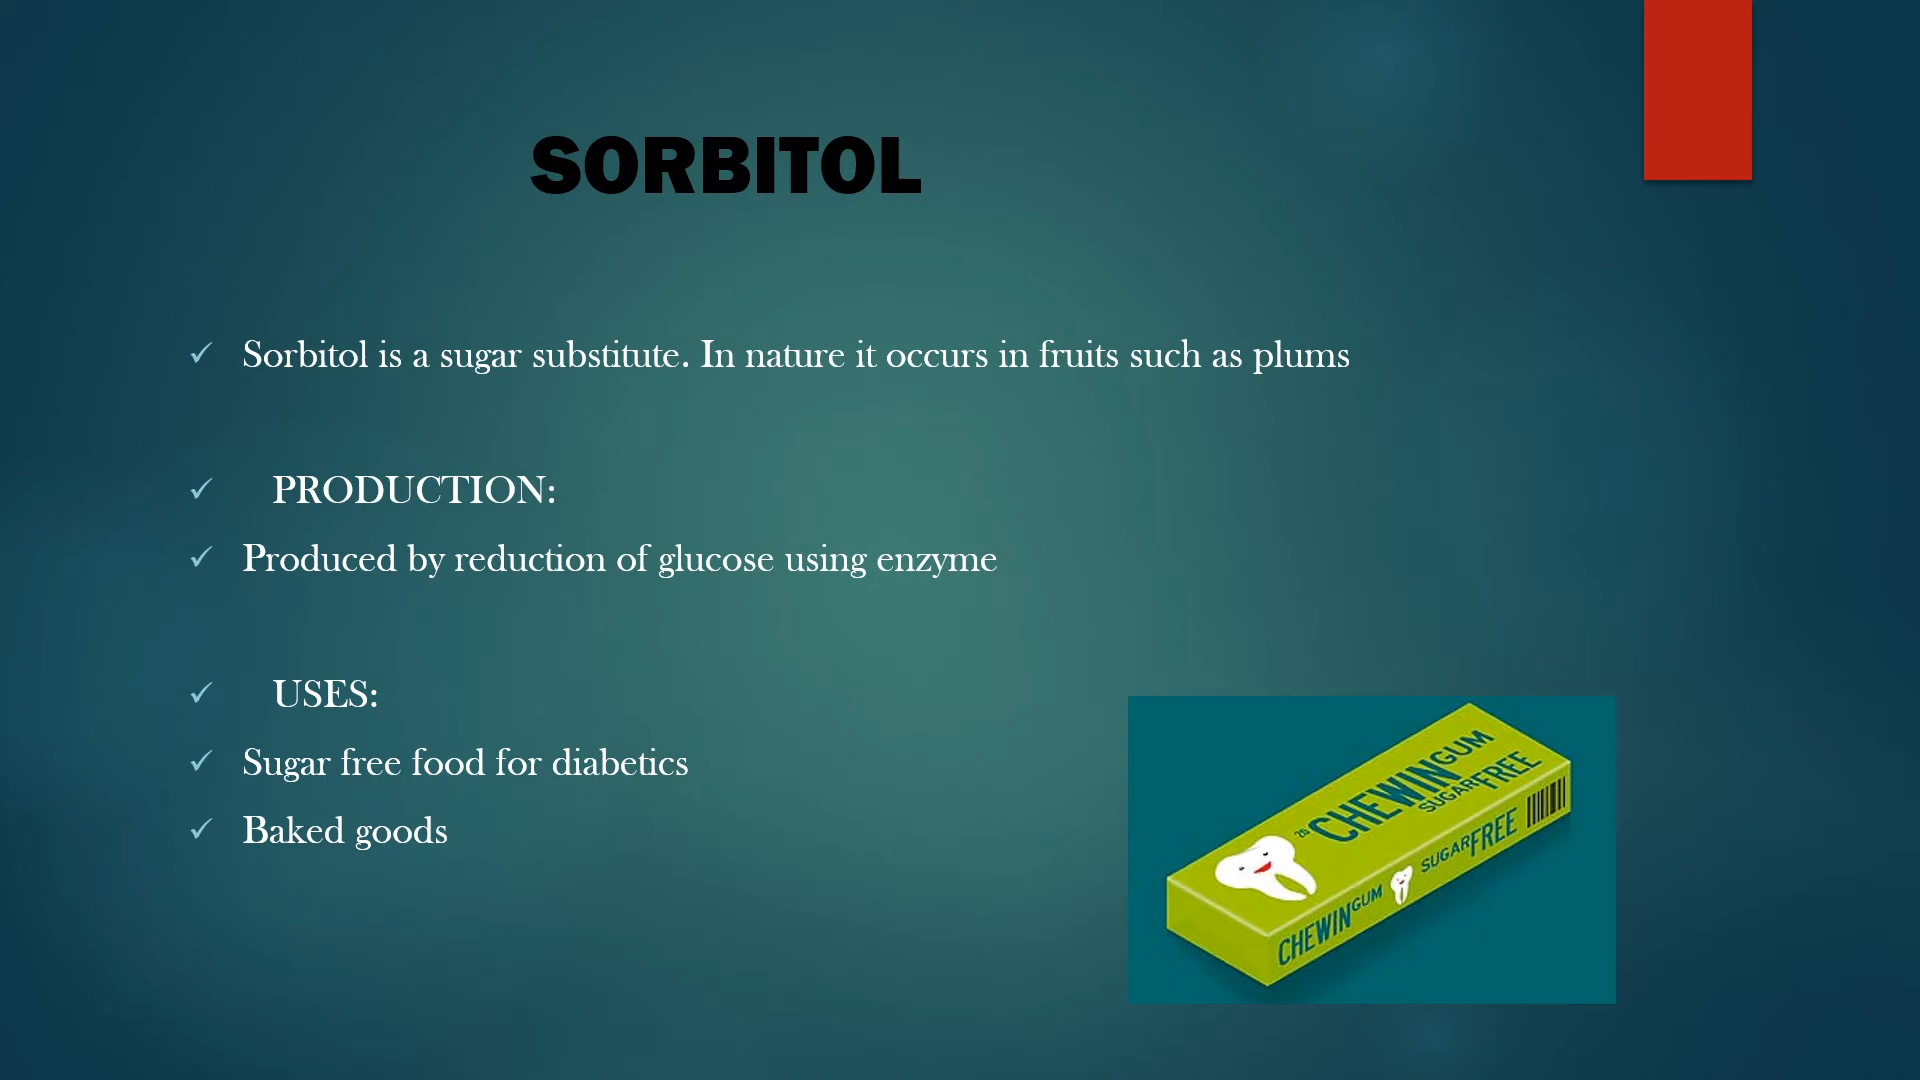 SORBITOL
✓ Sorbitol is a sugar substitute. In nature it occurs in fruits such as plums
✓ PRODUCTION:
✓ Produced by reduction of glucose using enzyme
✓ USES:
✓ Sugar free food for diabetics
✓ Baked goods
CHEWINGUM
SUGARFREE
CHEWINGUM
SUGARFREE